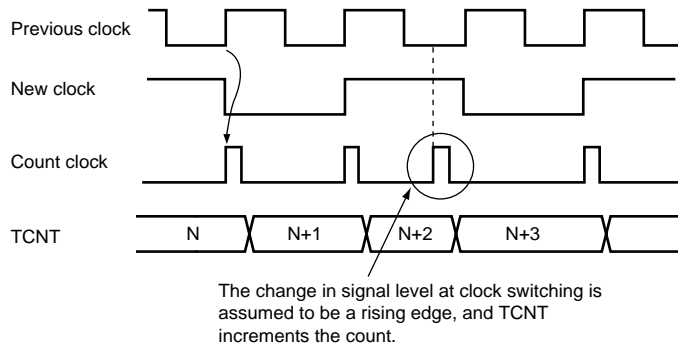 Previous clock
New clock
Count clock
TCNT
N
N+1
N+2
N+3
The change in signal level at clock switching is
assumed to be a rising edge, and TCNT
increments the count.